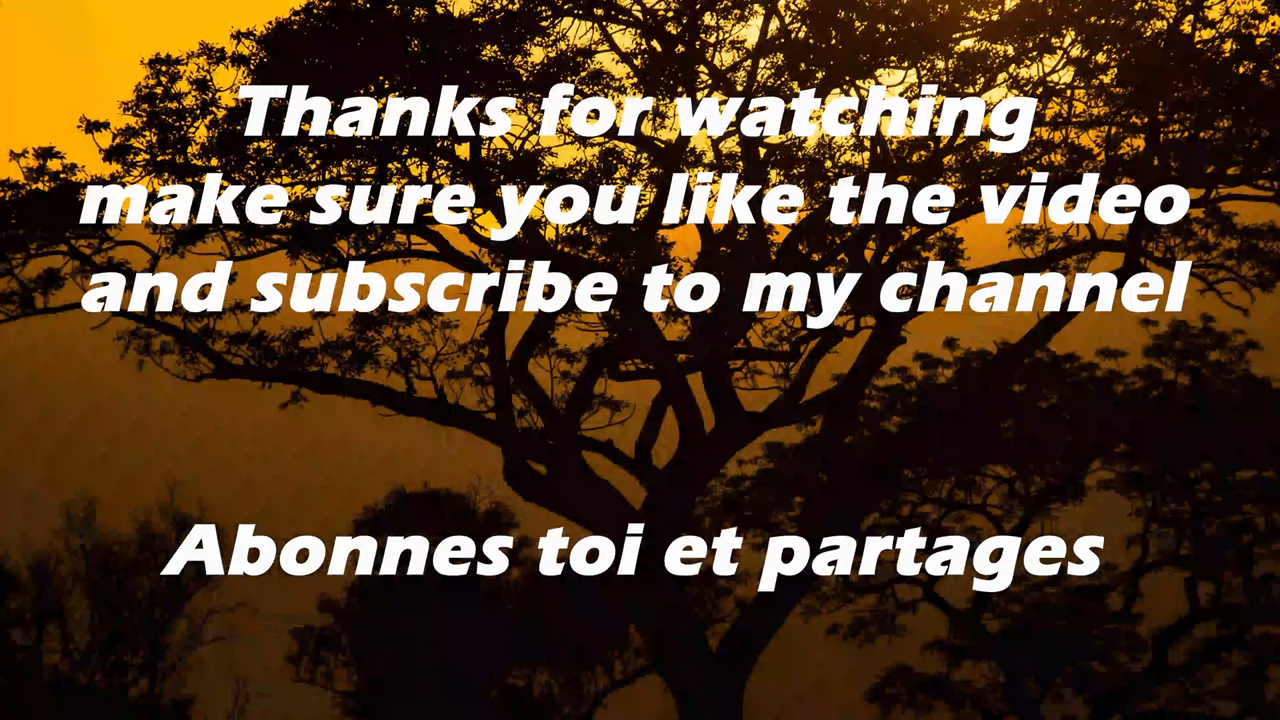 Thanks for watching
make sure you like the video
and subscribe to my channel
Abonnes toi et partages